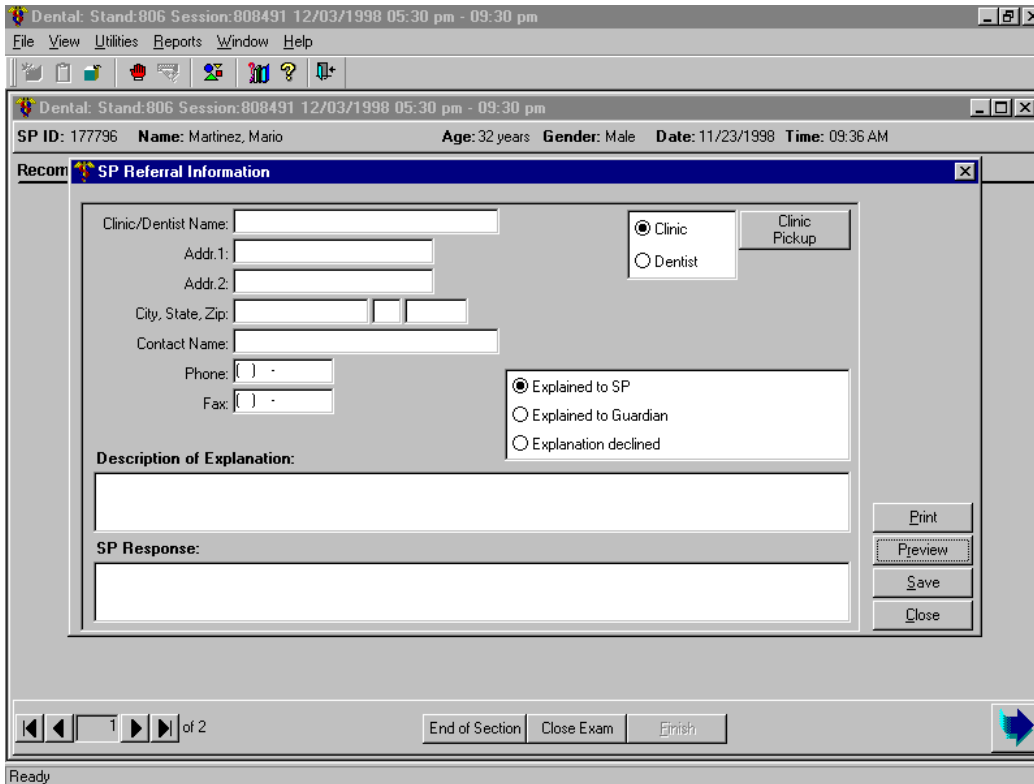 Dental: Stand:806 Session:808491 12/03/1998 05:30 pm - 09:30 pm
File View Utilities Reports Window Help
Dental: Stand:806 Session:808491 12/03/1998 05:30 pm - 09:30 pm
SP ID: 177796 Name: Martinez, Mario Age: 32 years Gender: Male Date: 11/23/1998 Time: 09:36 AM
Recom
SP Referral Information
Clinic/Dentist Name:
Clinic
Clinic Pickup
Addr.1:
Dentist
Addr.2:
City, State, Zip:
Contact Name:
Phone: ( ) -
Explained to SP
Fax: ( ) -
Explained to Guardian
Explanation declined
Description of Explanation:
Print
SP Response:
Preview
Save
Close
1 of 2 End of Section Close Exam Finish
Ready